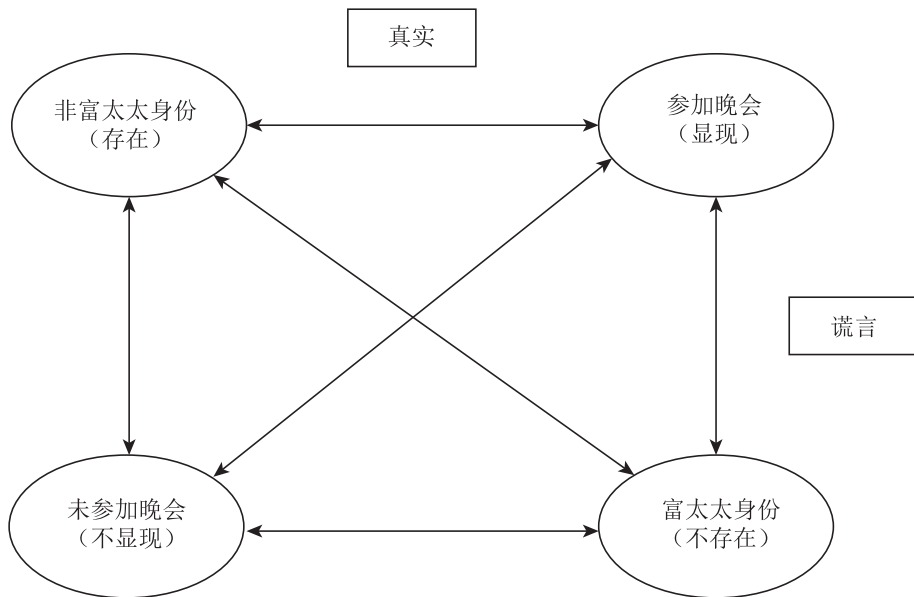 真实
非富太太身份
（存在）
参加晚会
（显现）
谎言
未参加晚会
（不显现）
富太太身份
（不存在）